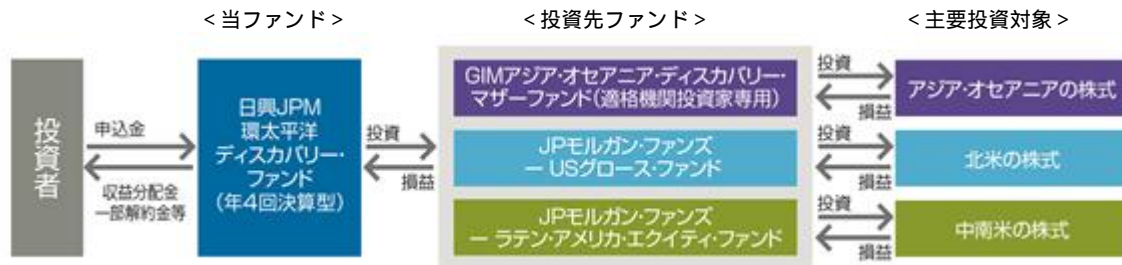 <当ファンド>
<投資先ファンド>
<主要投資対象>
投資者
申込金
収益分配金
一部解約金等
日興JPM
環太平洋
ディスカバリー・
ファンド
(年4回決算型)
投資
損益
GIMアジア・オセアニア・ディスカバリー・
マザーファンド(適格機関投資家専用)
投資
損益
アジア・オセアニアの株式
JPモルガン・ファンズ
ー USグロース・ファンド
投資
損益
北米の株式
JPモルガン・ファンズ
ー ラテン・アメリカ・エクイティ・ファンド
投資
損益
中南米の株式